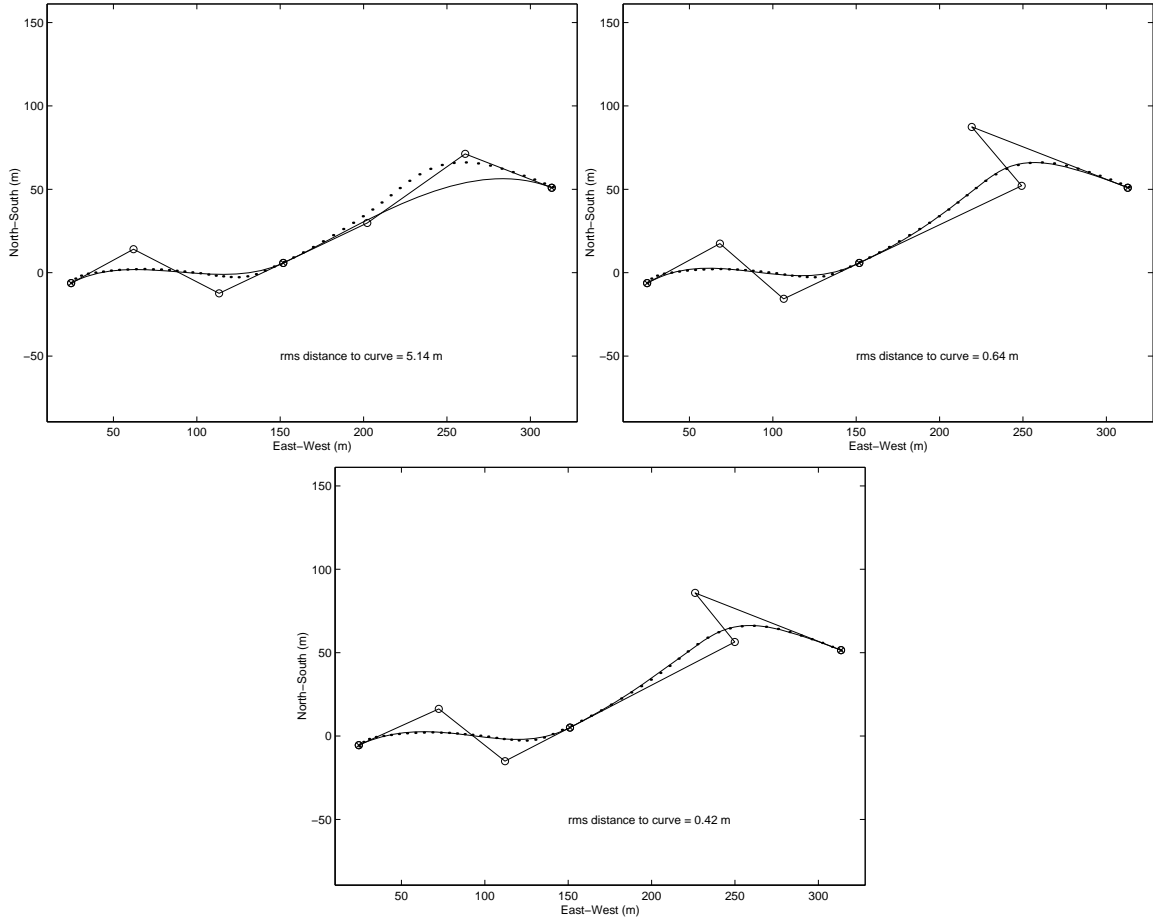 150
100
50
0
−50
North−South (m)
rms distance to curve = 5.14 m
50 100 150 200 250 300
East−West (m)
150
100
50
0
−50
North−South (m)
rms distance to curve = 0.64 m
50 100 150 200 250 300
East−West (m)
150
100
50
0
−50
North−South (m)
rms distance to curve = 0.42 m
50 100 150 200 250 300
East−West (m)